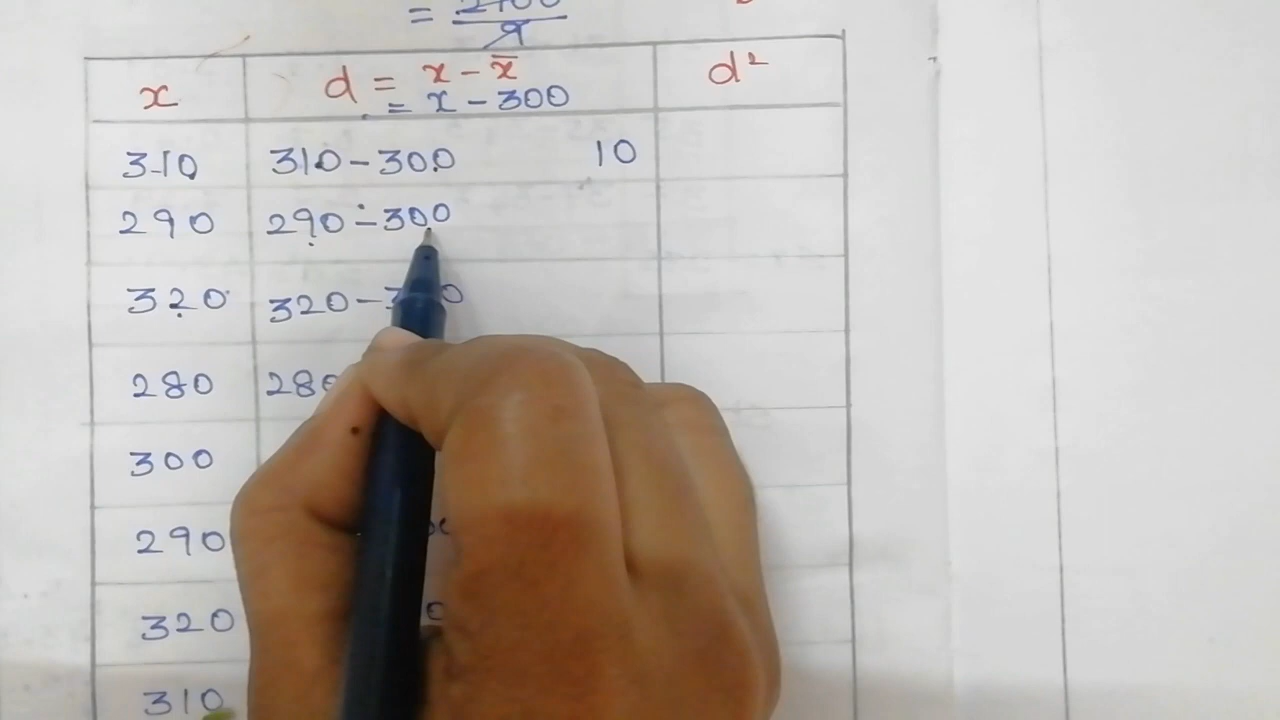 =
x d = x - x̄ d²
= x - 300
310 310 - 300 10
290 290 - 300
320 320 -
280
300
290
320
310